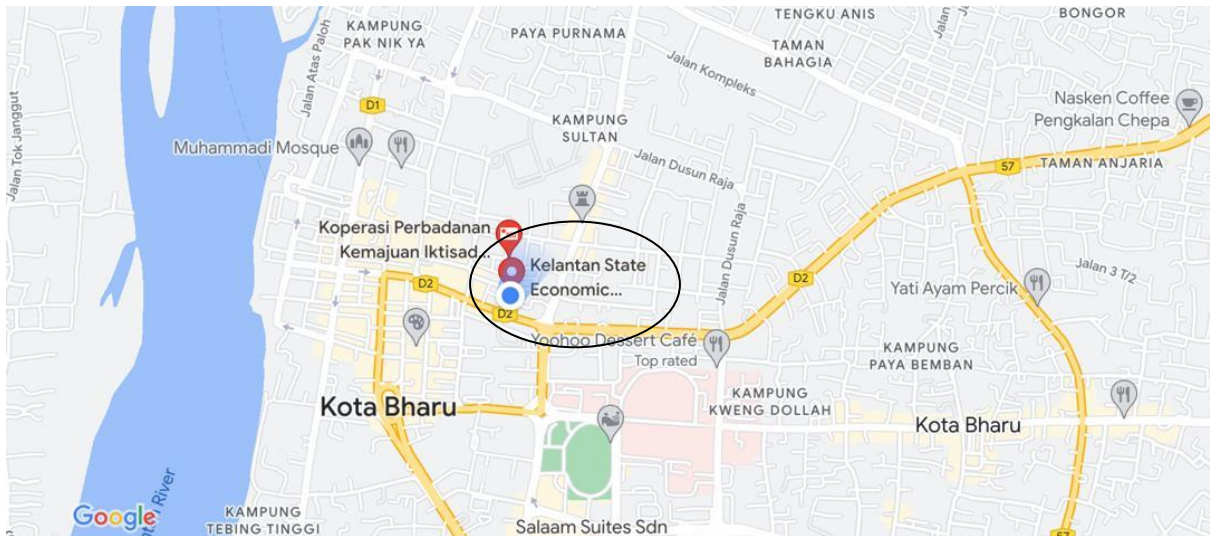 TENGKU ANIS
BONGOR
KAMPUNG
PAK NIK YA
PAYA PURNAMA
TAMAN
BAHAGIA
Jalan Atas Paloh
Jalan Kompleks
Jalan
Jalan Tok Janggut
D1
Nasken Coffee
Pengkalan Chepa
KAMPUNG
SULTAN
Muhammadi Mosque
Jalan Dusun Raja
57
TAMAN ANJARIA
Koperasi Perbadanan
Kemajuan Iktisad...
Kelantan State
Economic...
Jalan Dusun Raja
Jalan 3 T/2
D2
D2
D2
Yati Ayam Percik
Yoohoo Dessert Café
Top rated
KAMPUNG
PAYA BEMBAN
KAMPUNG
KWENG DOLLAH
Kota Bharu
Kota Bharu
River
Google
KAMPUNG
TEBING TINGGI
Salaam Suites Sdn
57